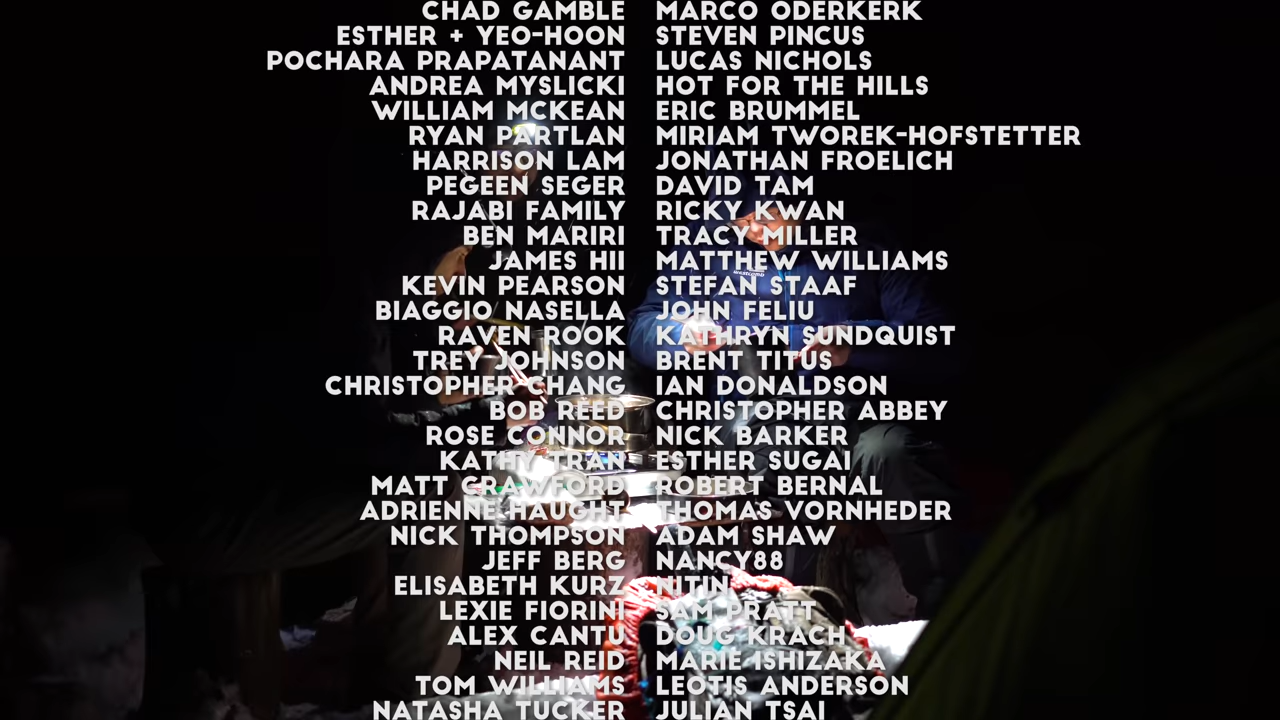 CHAD GAMBLE MARCO ODERKERK
ESTHER + YEO-HOON STEVEN PINCUS
POCHARA PRAPATANANT LUCAS NICHOLS
ANDREA MYSLICKI HOT FOR THE HILLS
WILLIAM MCKEAN ERIC BRUMMEL
RYAN PARTLAN MIRIAM TWOREK-HOFSTETTER
HARRISON LAM JONATHAN FROELICH
PEGEEN SEGER DAVID TAM
RAJABI FAMILY RICKY KWAN
BEN MARIRI TRACY MILLER
JAMES HII MATTHEW WILLIAMS
westcomb
KEVIN PEARSON STEFAN STAAF
BIAGGIO NASELLA JOHN FELIU
RAVEN ROOK KATHRYN SUNDQUIST
TREY JOHNSON BRENT TITUS
CHRISTOPHER CHANG IAN DONALDSON
BOB REED CHRISTOPHER ABBEY
ROSE CONNOR NICK BARKER
KATHY TRAN ESTHER SUGAI
MATT CRAWFORD ROBERT BERNAL
ADRIENNE HAUGHT THOMAS VORNHEDER
NICK THOMPSON ADAM SHAW
JEFF BERG NANCY88
ELISABETH KURZ NITIN
LEXIE FIORINI SAM PRATT
ALEX CANTU DOUG KRACH
NEIL REID MARIE ISHIZAKA
TOM WILLIAMS LEOTIS ANDERSON
NATASHA TUCKER JULIAN TSAI